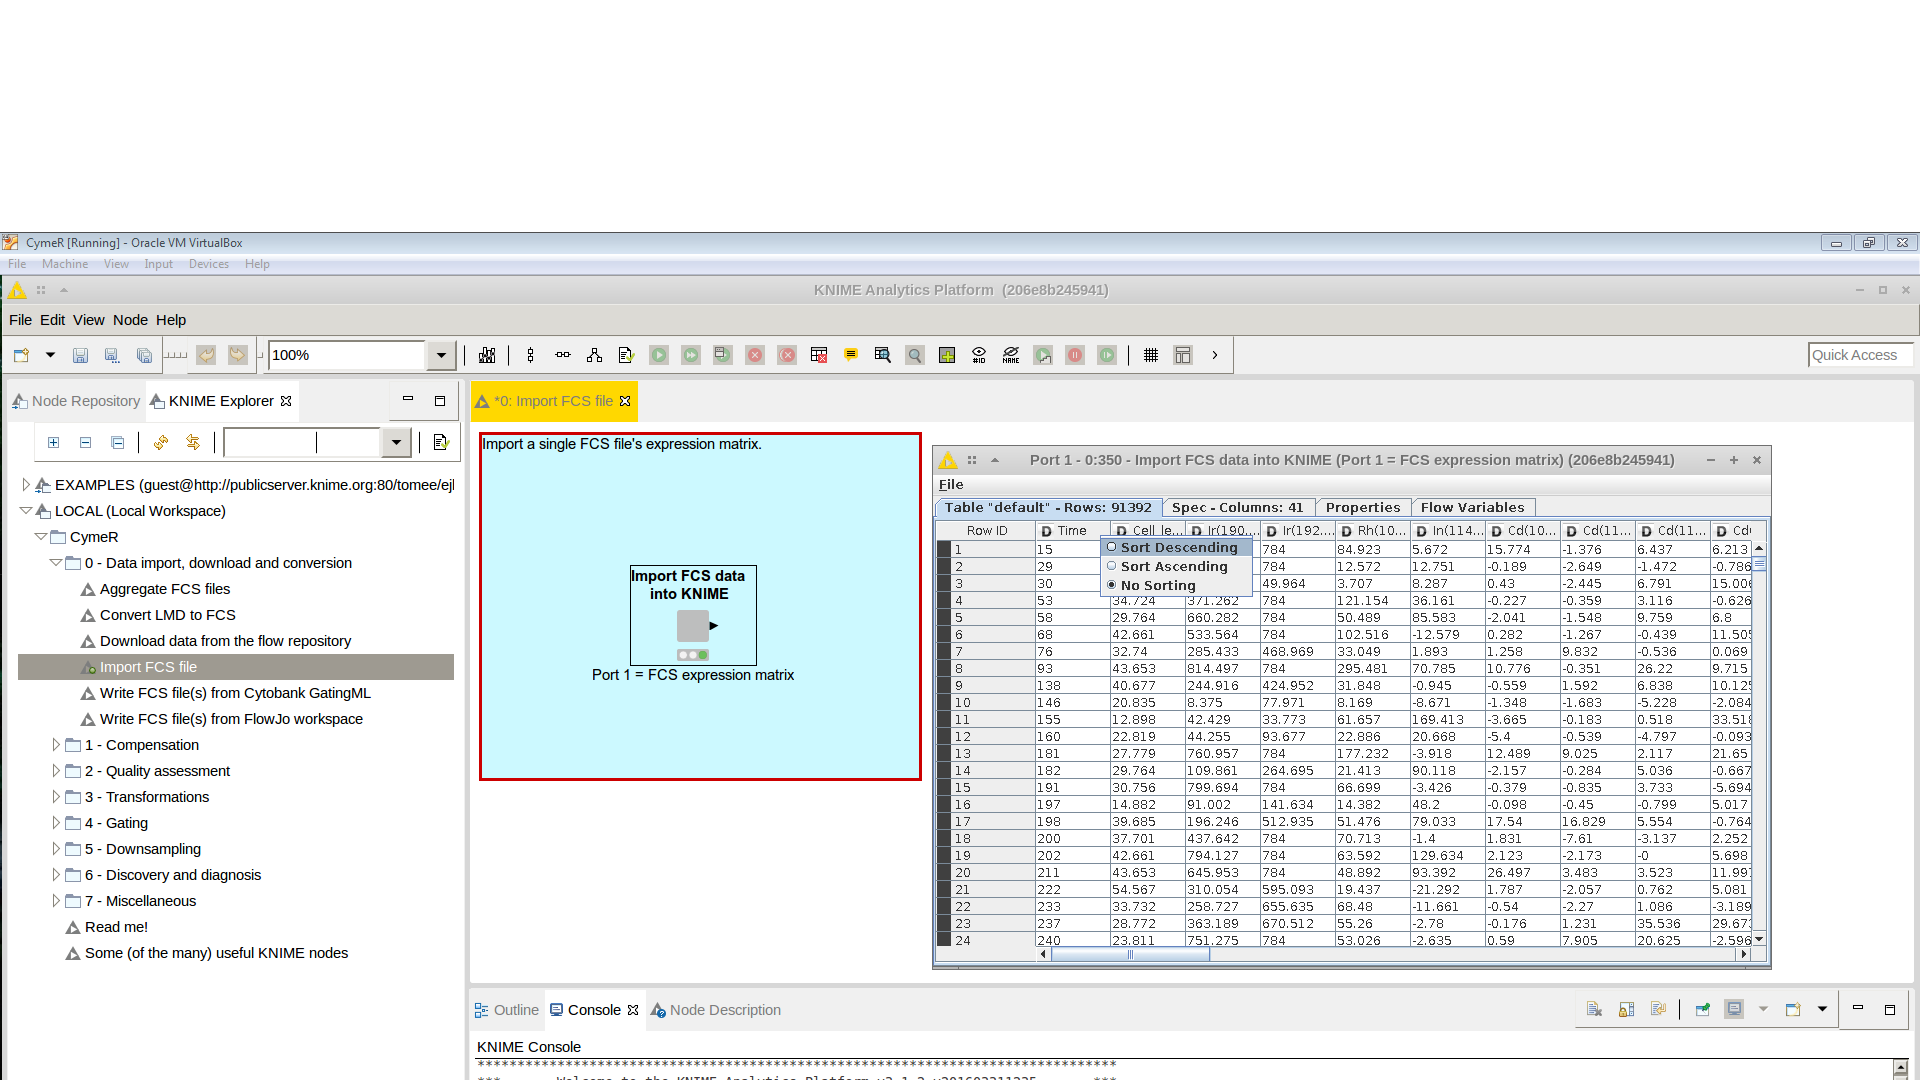 CymeR [Running] - Oracle VM VirtualBox
File Machine View Input Devices Help
KNIME Analytics Platform (206e8b245941)
File Edit View Node Help
100%
Quick Access
Node Repository KNIME Explorer
EXAMPLES (guest@http://publicserver.knime.org:80/tomee/ejl
LOCAL (Local Workspace)
CymeR
0 - Data import, download and conversion
Aggregate FCS files
Convert LMD to FCS
Download data from the flow repository
Import FCS file
Write FCS file(s) from Cytobank GatingML
Write FCS file(s) from FlowJo workspace
1 - Compensation
2 - Quality assessment
3 - Transformations
4 - Gating
5 - Downsampling
6 - Discovery and diagnosis
7 - Miscellaneous
Read me!
Some (of the many) useful KNIME nodes
*0: Import FCS file
Import a single FCS file's expression matrix.
Import FCS data
into KNIME
Port 1 = FCS expression matrix
Port 1 - 0:350 - Import FCS data into KNIME (Port 1 = FCS expression matrix) (206e8b245941)
File
Table "default" - Rows: 91392 Spec - Columns: 41 Properties Flow Variables
Row ID D Time D Cell_le... D Ir(190... D Ir(192... D Rh(10... D In(114... D Cd(10... D Cd(11... D Cd(11... D Cd(
Sort Descending
Sort Ascending
No Sorting
1 15 784 84.923 5.672 15.774 -1.376 6.437 6.213
2 29 784 12.572 12.751 -0.189 -2.649 -1.472 -0.786
3 30 49.964 3.707 8.287 0.43 -2.445 6.791 15.006
4 53 34.724 371.262 784 121.154 36.161 -0.227 -0.359 3.116 -0.626
5 58 29.764 660.282 784 50.489 85.583 -2.041 -1.548 9.759 6.8
6 68 42.661 533.564 784 102.516 -12.579 0.282 -1.267 -0.439 11.505
7 76 32.74 285.433 468.969 33.049 1.893 1.258 9.832 -0.536 0.069
8 93 43.653 814.497 784 295.481 70.785 10.776 -0.351 26.22 9.715
9 138 40.677 244.916 424.952 31.848 -0.945 -0.559 1.592 6.838 10.125
10 146 20.835 8.375 77.971 8.169 -8.671 -1.348 -1.683 -5.228 -2.084
11 155 12.898 42.429 33.773 61.657 169.413 -3.665 -0.183 0.518 33.518
12 160 22.819 44.255 93.677 22.886 20.668 -5.4 -0.539 -4.797 -0.093
13 181 27.779 760.957 784 177.232 -3.918 12.489 9.025 2.117 21.65
14 182 29.764 109.861 264.695 21.413 90.118 -2.157 -0.284 5.036 -0.667
15 191 30.756 799.694 784 66.699 -3.426 -0.379 -0.835 3.733 -5.694
16 197 14.882 91.002 141.634 14.382 48.2 -0.098 -0.45 -0.799 5.017
17 198 39.685 196.246 512.935 51.476 79.033 17.54 16.829 5.554 -0.764
18 200 37.701 437.642 784 70.713 -1.4 1.831 -7.61 -3.137 2.252
19 202 42.661 794.127 784 63.592 129.634 2.123 -2.173 -0 5.698
20 211 43.653 645.953 784 48.892 93.392 26.497 3.483 3.523 11.997
21 222 54.567 310.054 595.093 19.437 -21.292 1.787 -2.057 0.762 5.081
22 233 33.732 258.727 655.635 68.48 -11.661 -0.54 -2.27 1.086 -3.189
23 237 28.772 363.189 670.512 55.26 -2.78 -0.176 1.231 35.536 29.673
24 240 23.811 751.275 784 53.026 -2.635 0.59 7.905 20.625 -2.596
Outline Console Node Description
KNIME Console